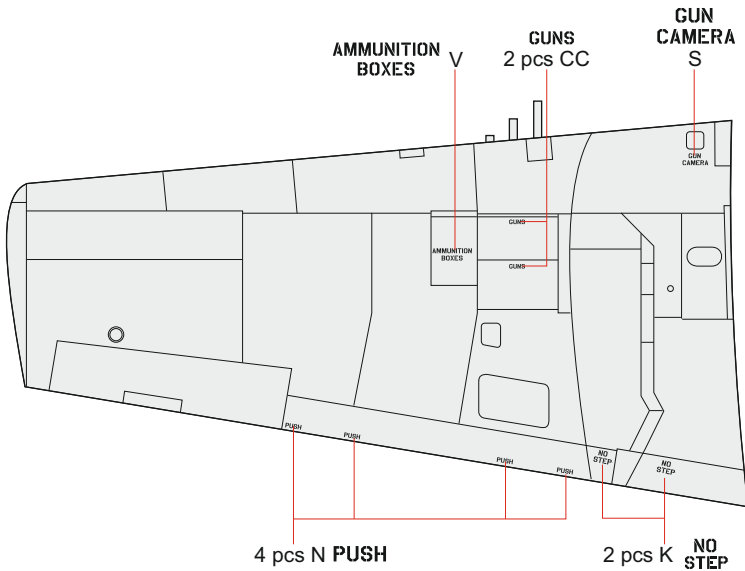 GUN
CAMERA
S
GUNS
2 pcs CC
AMMUNITION
BOXES
V
GUN
CAMERA
GUNS
AMMUNITION
BOXES
GUNS
PUSH
PUSH
PUSH
PUSH
NO
STEP
NO
STEP
4 pcs N PUSH
2 pcs K NO
STEP